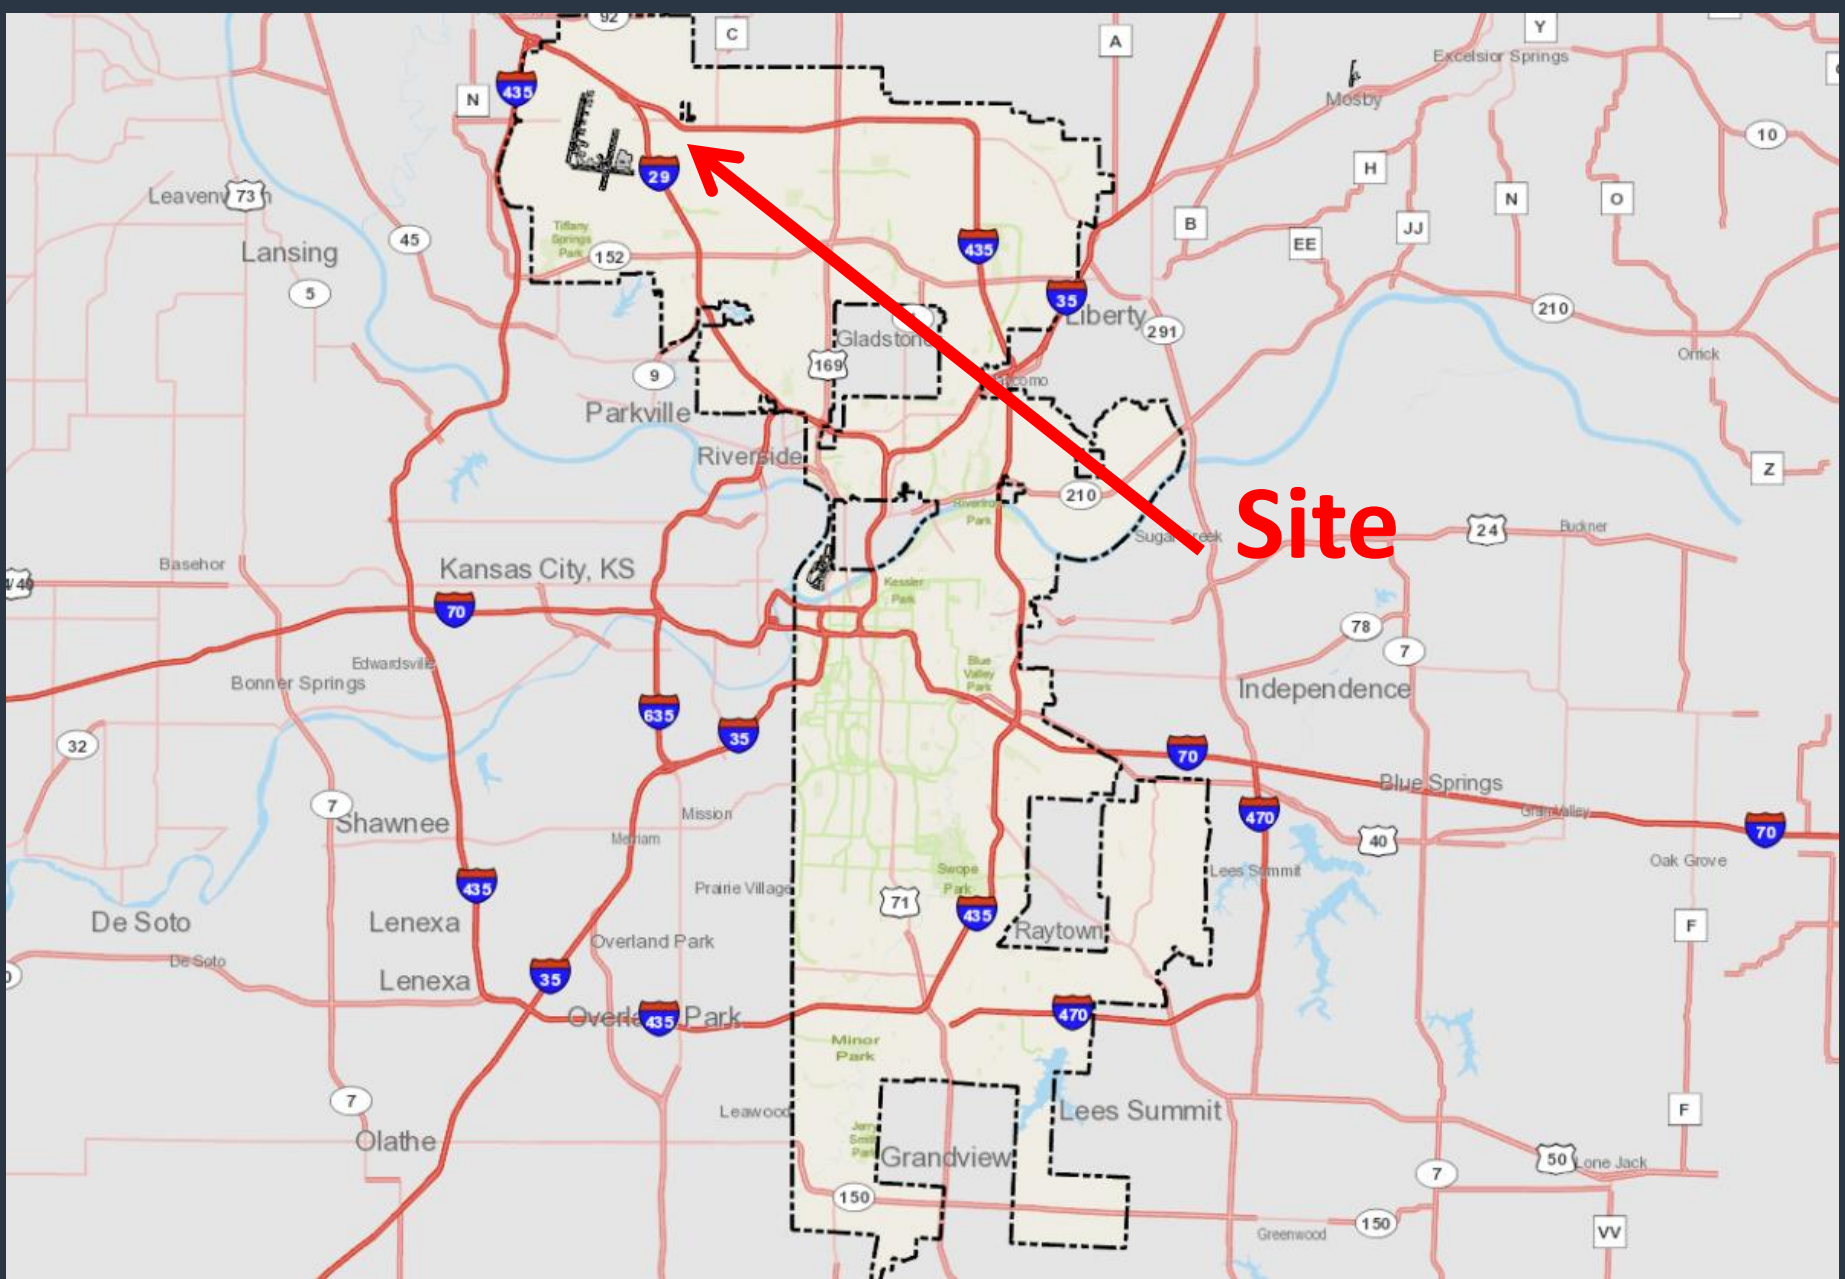 92
C
A
Y
Excelsior Springs
435
N
Mosby
10
29
H
Leavenw
73
N
O
B
JJ
Tiffany
Springs
Park
45
EE
435
Lansing
152
5
35
210
Liberty
291
Gladstone
Orrick
169
9
Parkville
Riverside
Z
210
Park
Site
24
Buckner
Basehor
Kansas City, KS
Kessler
Park
70
78
7
Edwardsville
Blue
Valley
Park
Bonner Springs
Independence
635
35
32
70
Blue Springs
7
Shawnee
Mission
470
Grain Valley
70
40
Oak Grove
Swope
Park
Lees Summit
435
Prairie Village
71
435
De Soto
Lenexa
Raytown
F
Overland Park
De Soto
Lenexa
35
435
Park
470
Minor
Park
7
Leawood
Lees Summit
F
Olathe
Jerry
Smith
Park
Grandview
50
Lone Jack
7
150
150
Greenwood
VV